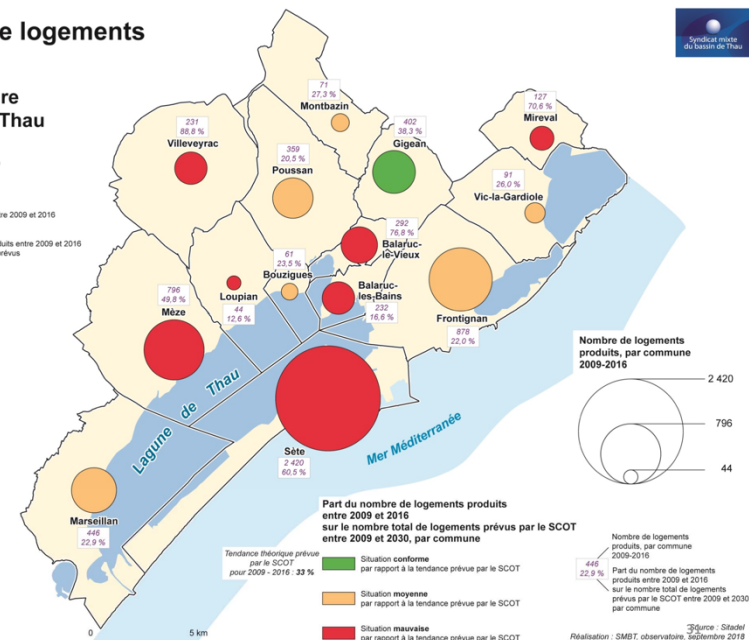 e logements
Syndicat mixte
du bassin de Thau
re
Thau
re 2009 et 2016
uits entre 2009 et 2016
prévus
71
27,3 %
Montbazin
127
70,6 %
Mireval
231
88,8 %
Villeveyrac
402
38,3 %
Gigean
359
20,5 %
Poussan
91
26,0 %
Vic-la-Gardiole
292
76,8 %
Balaruc-
le-Vieux
61
23,5 %
Bouzigues
Balaruc-
les-Bains
232
16,6 %
Loupian
44
12,6 %
796
49,8 %
Mèze
Frontignan
878
22,0 %
Lagune de Thau
Mer Méditerranée
Sète
2 420
60,5 %
Marseillan
446
22,9 %
Nombre de logements
produits, par commune
2009-2016
2 420
796
44
Part du nombre de logements produits
entre 2009 et 2016
sur le nombre total de logements prévus par le SCOT
entre 2009 et 2030, par commune
Tendance théorique prévue
par le SCOT
pour 2009 - 2016 : 33 %
Situation conforme
par rapport à la tendance prévue par le SCOT
Situation moyenne
par rapport à la tendance prévue par le SCOT
Situation mauvaise
par rapport à la tendance prévue par le SCOT
446
22,9 %
Nombre de logements
produits, par commune
2009-2016
Part du nombre de logements
produits entre 2009 et 2016
sur le nombre total de logements
prévus par le SCOT entre 2009 et 2030
par commune
0 5 km
31
Source : Sitadel
Réalisation : SMBT, observatoire, septembre 2018